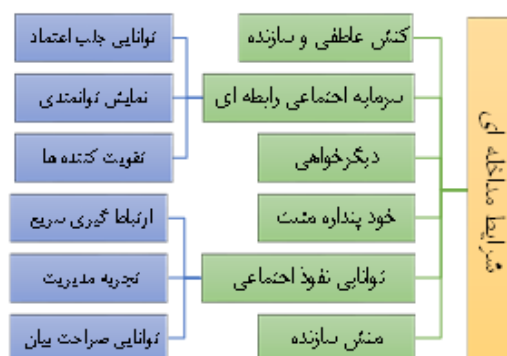 شرایط مداخله ای
کنش عاطفی و سازنده
سرمایه اجتماعی رابطه ای
توانایی جلب اعتماد
نمایش توانمندی
تقویت کننده ها
دیگرخواهی
خود پنداره مثبت
توانایی نفوذ اجتماعی
ارتباط گیری سریع
تجربه مدیریت
توانایی صراحت بیان
منش سازنده